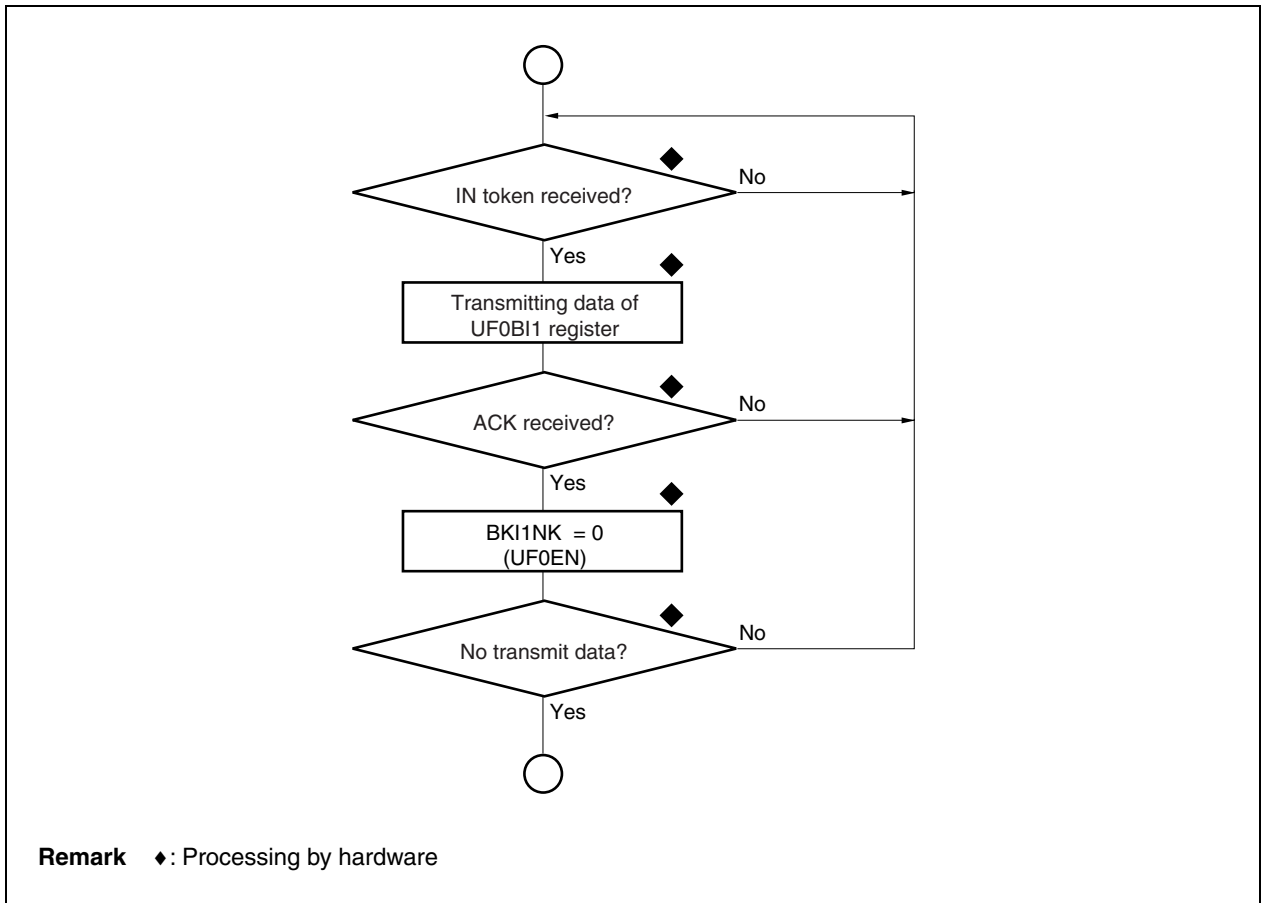 IN token received?
No
Yes
Transmitting data of
UF0BI1 register
ACK received?
No
Yes
BKI1NK = 0
(UF0EN)
No transmit data?
No
Yes
Remark ♦: Processing by hardware